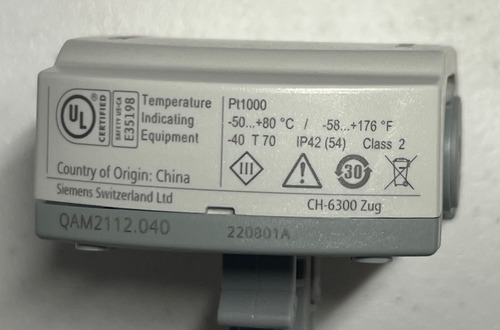 UL
CERTIFIED
SAFETY US-CA
E35198
Temperature
Indicating
Equipment
Pt1000
-50...+80 °C / -58...+176 °F
-40 T 70 IP42 (54) Class 2
III
30
Country of Origin: China
Siemens Switzerland Ltd
CH-6300 Zug
QAM2112.040
220801A